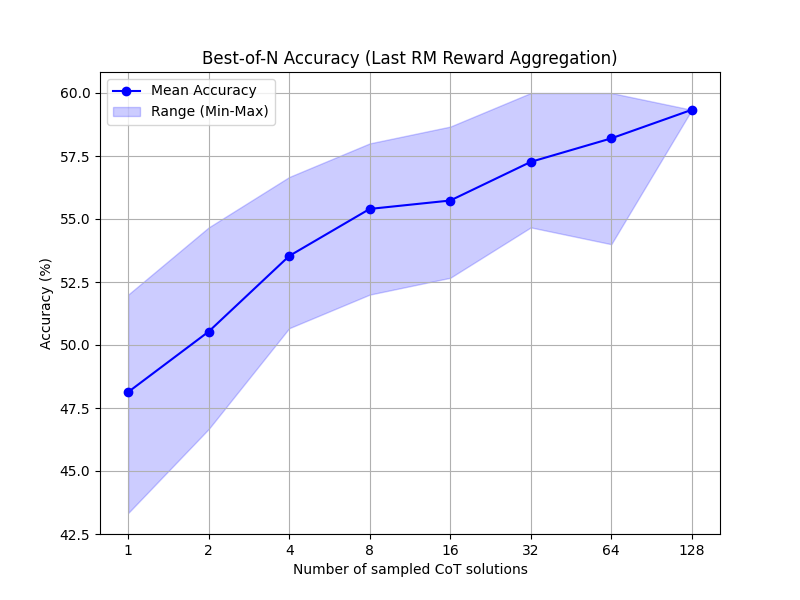 Best-of-N Accuracy (Last RM Reward Aggregation)
Mean Accuracy
Range (Min-Max)
Accuracy (%)
60.0
57.5
55.0
52.5
50.0
47.5
45.0
42.5
1 2 4 8 16 32 64 128
Number of sampled CoT solutions